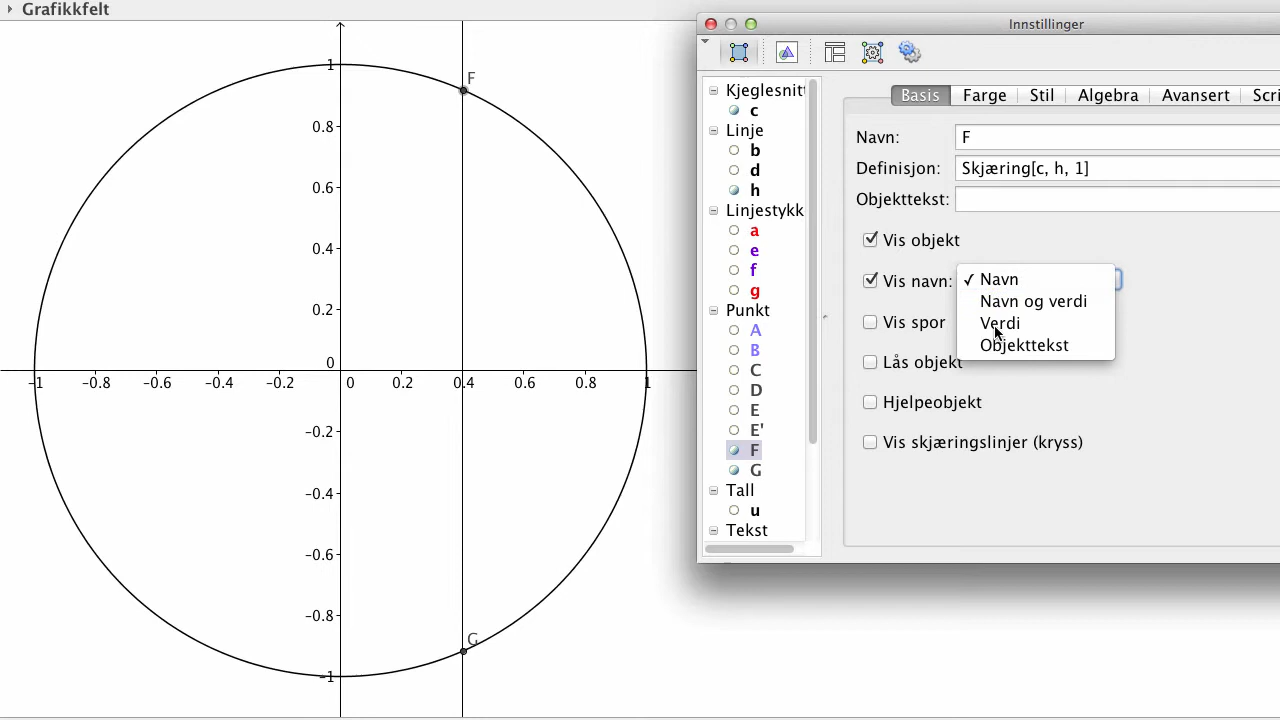 Grafikkfelt
Innstillinger
Kjeglesnitt
c
Linje
b
d
h
Linjestykk
a
e
f
g
Punkt
A
B
C
D
E
E'
F
G
Tall
u
Tekst
Basis Farge Stil Algebra Avansert Scri
Navn: F
Definisjon: Skjæring[c, h, 1]
Objekttekst:
Vis objekt
Vis navn:
Navn
Navn og verdi
Verdi
Objekttekst
Vis spor
Lås objekt
Hjelpeobjekt
Vis skjæringslinjer (kryss)
1
F
0.8
0.6
0.4
0.2
0
-1 -0.8 -0.6 -0.4 -0.2 0 0.2 0.4 0.6 0.8 1
-0.2
-0.4
-0.6
-0.8
G
-1